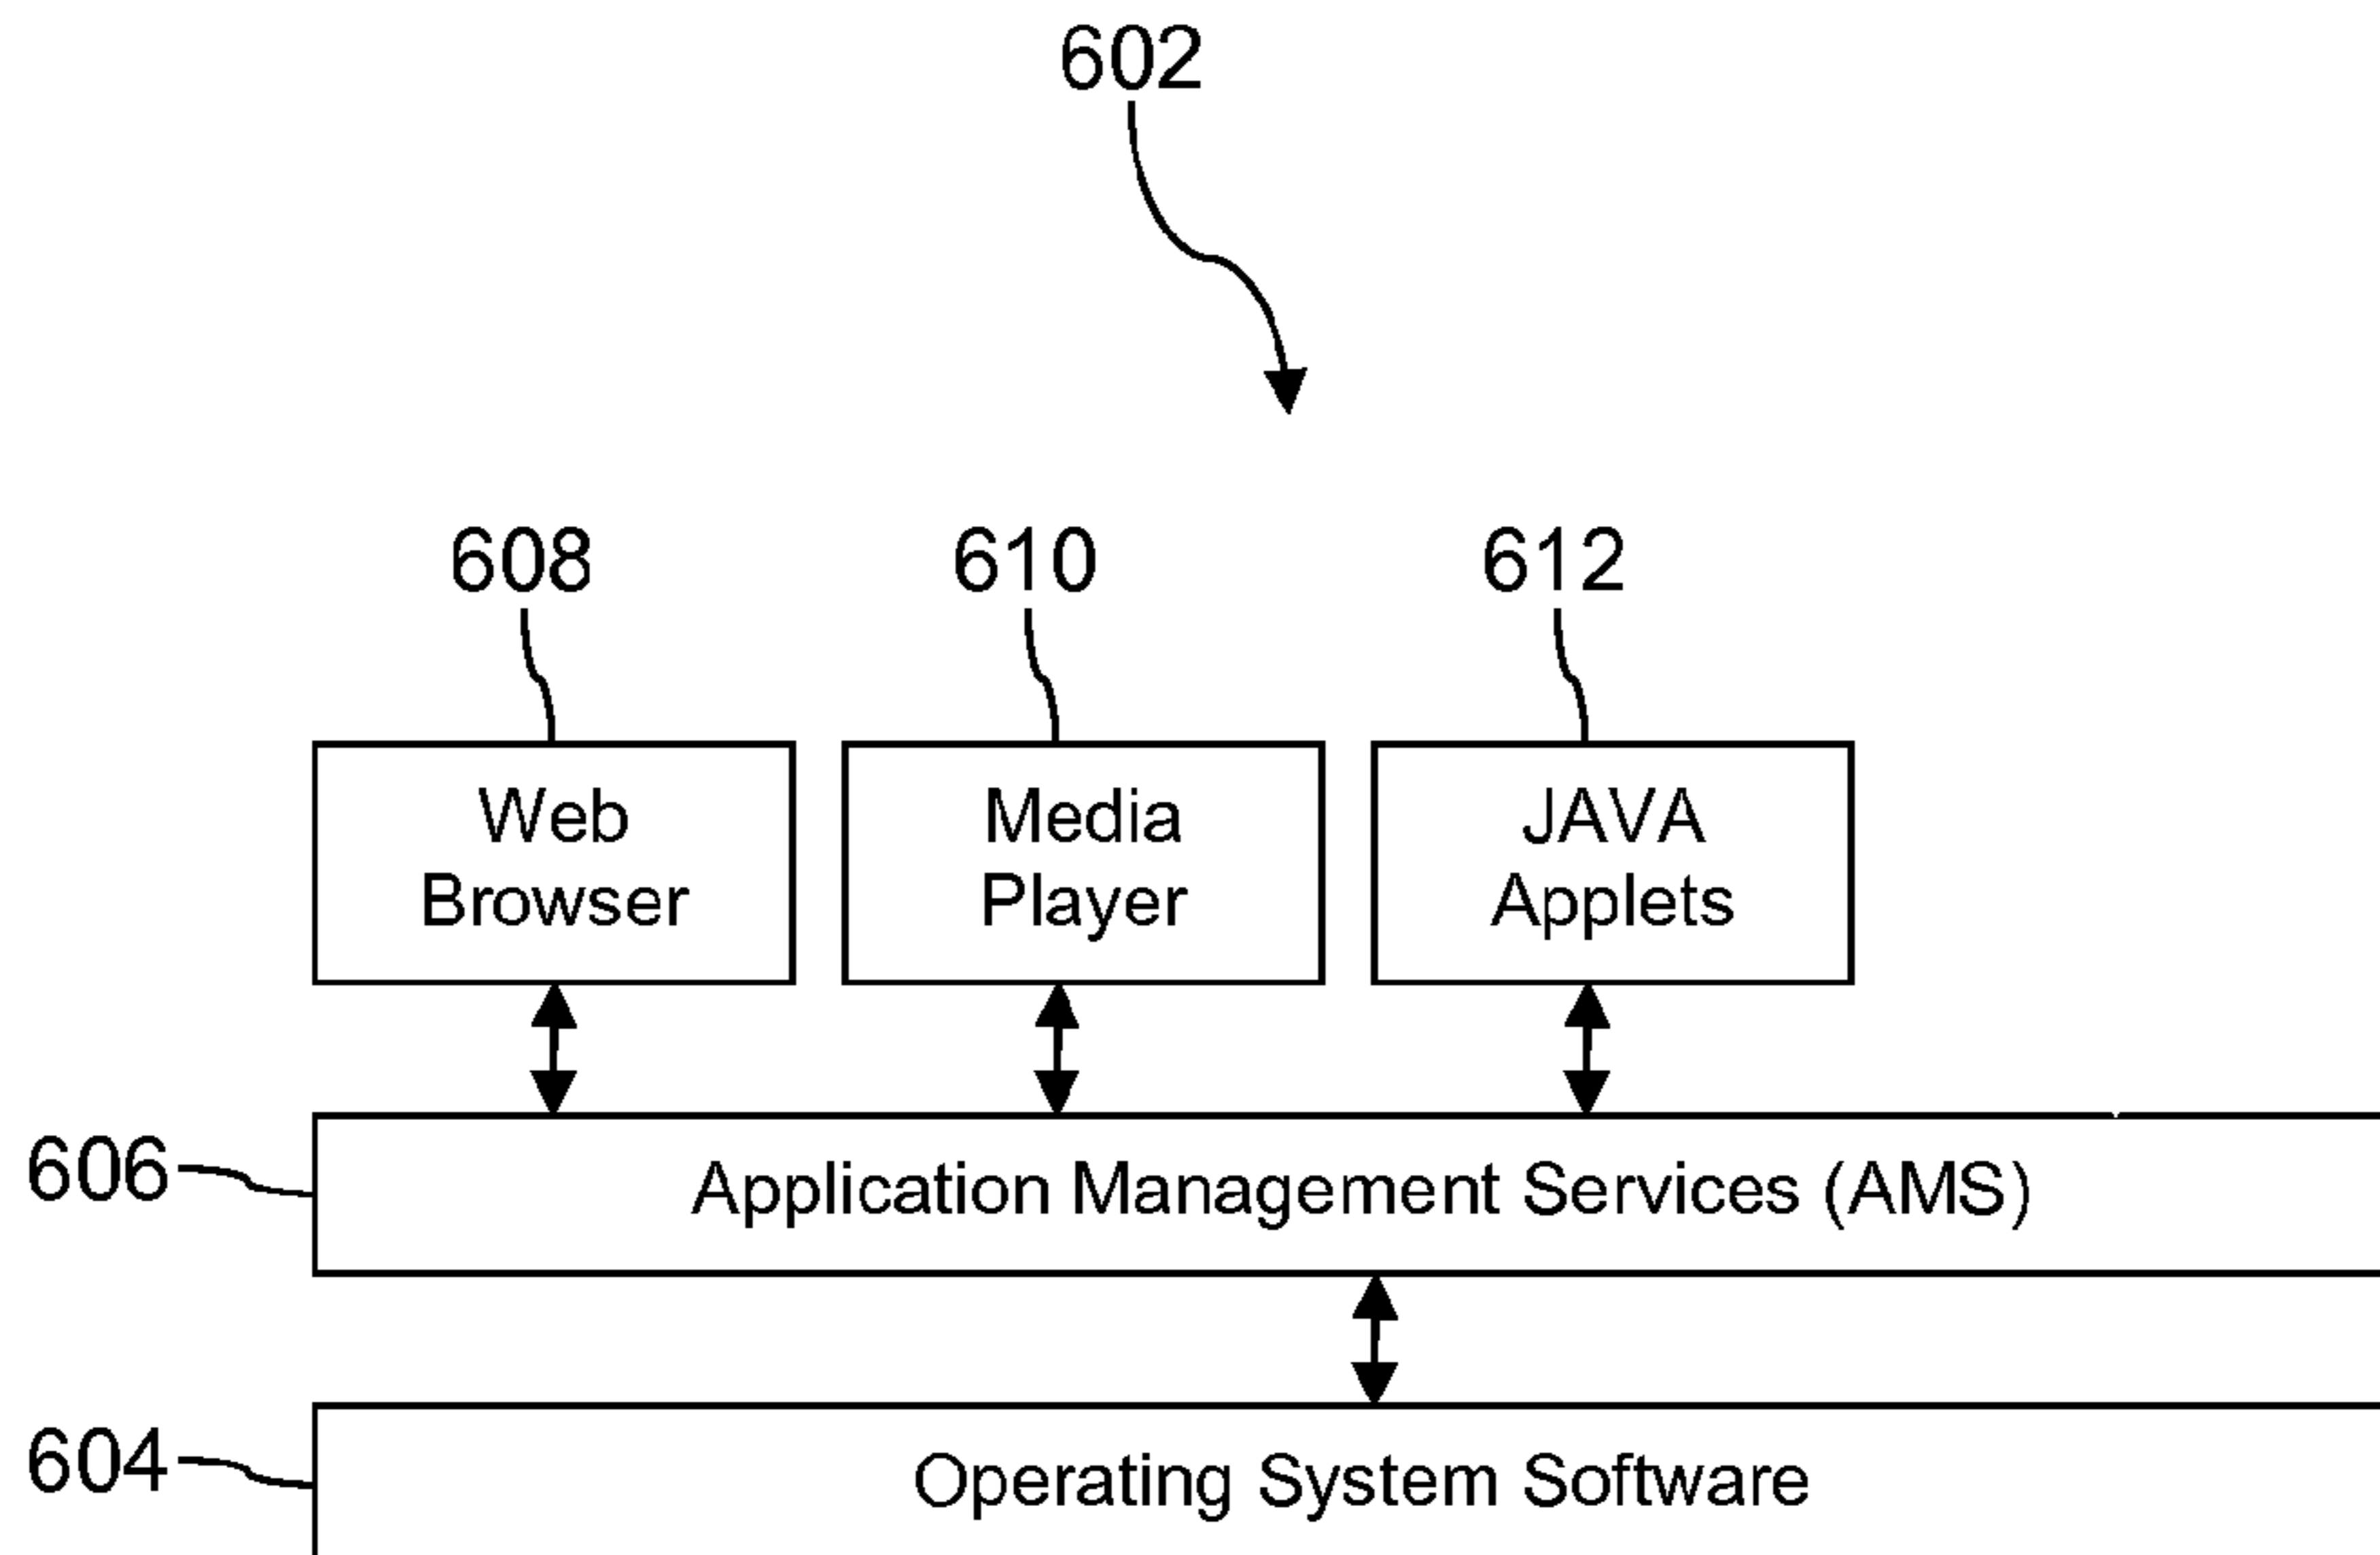 602
608
610
612
Web
Browser
Media
Player
JAVA
Applets
606
Application Management Services (AMS)
604
Operating System Software